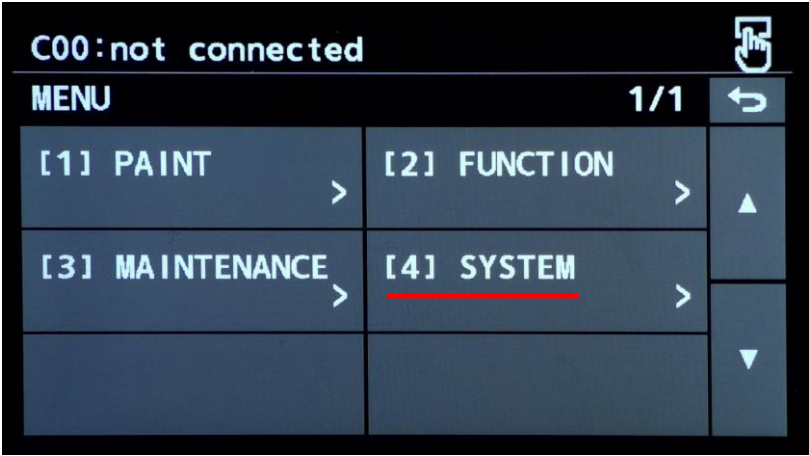 C00:not connected
MENU 1/1
[1] PAINT >
[2] FUNCTION >
[3] MAINTENANCE >
[4] SYSTEM >